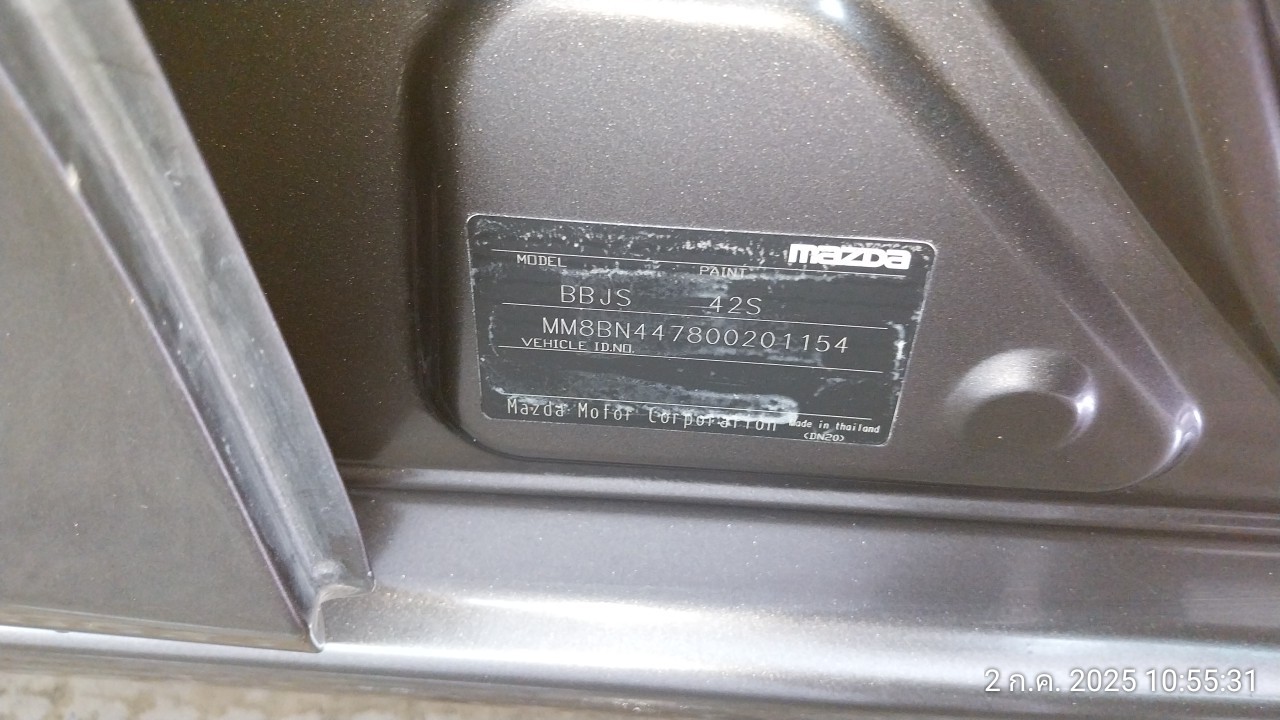 mazda
MODEL PAINT
BBJS 42S
MM8BN447800201154
VEHICLE ID.NO.
Mazda Motor Corporation Made in thailand
(DN20)
2 ก.ค. 2025 10:55:31